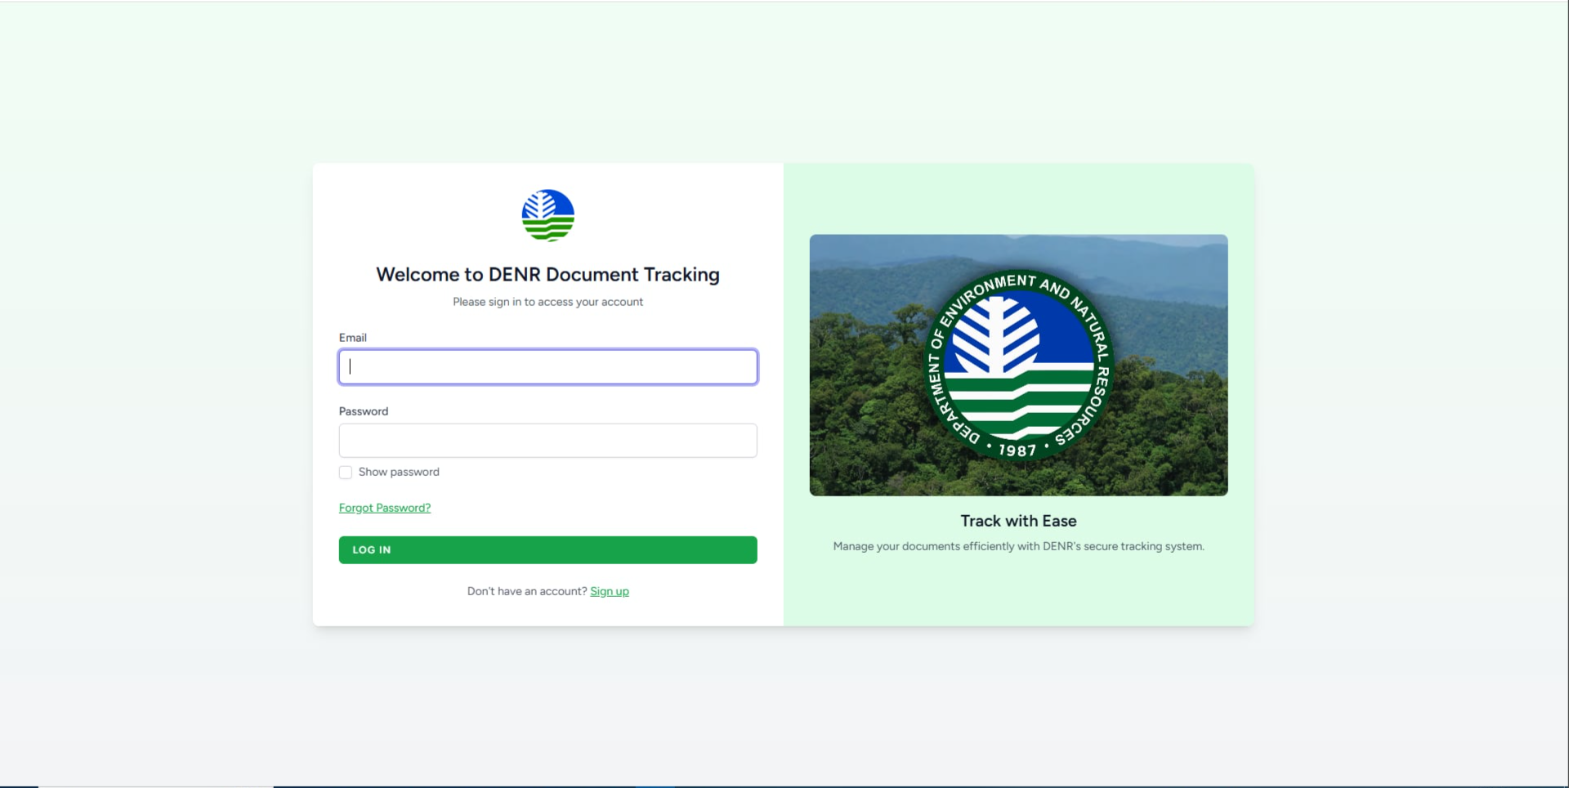 Welcome to DENR Document Tracking
Please sign in to access your account
Email
Password
Show password
Forgot Password?
LOG IN
Don't have an account? Sign up
DEPARTMENT OF ENVIRONMENT AND NATURAL RESOURCES
• 1987 •
Track with Ease
Manage your documents efficiently with DENR's secure tracking system.